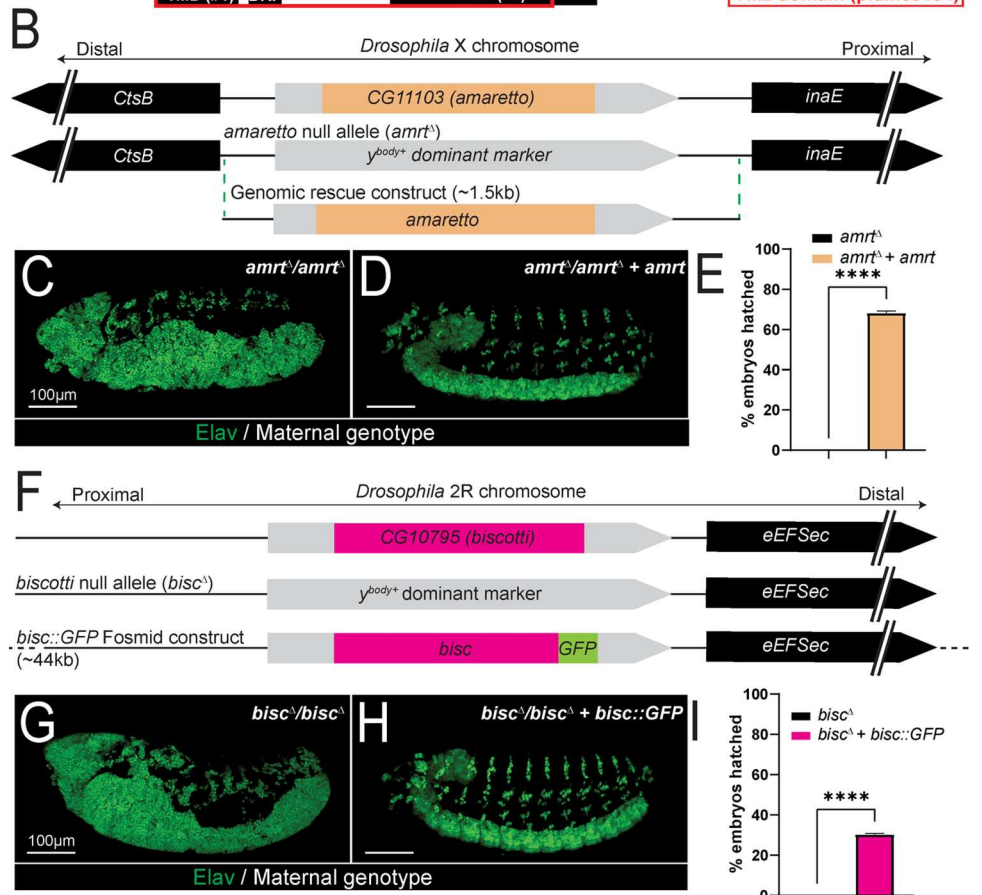 B
Distal
Drosophila X chromosome
Proximal
CtsB
CG11103 (amaretto)
inaE
amaretto null allele (amrtΔ)
CtsB
ybody+ dominant marker
inaE
Genomic rescue construct (~1.5kb)
amaretto
C
amrtΔ/amrtΔ
100µm
D
amrtΔ/amrtΔ + amrt
Elav / Maternal genotype
E
amrtΔ
amrtΔ + amrt
****
% embryos hatched
100
80
60
40
20
0
F
Proximal
Drosophila 2R chromosome
Distal
CG10795 (biscotti)
eEFSec
biscotti null allele (biscΔ)
ybody+ dominant marker
eEFSec
bisc::GFP Fosmid construct
(~44kb)
bisc
GFP
eEFSec
G
biscΔ/biscΔ
100µm
H
biscΔ/biscΔ + bisc::GFP
Elav / Maternal genotype
I
biscΔ
biscΔ + bisc::GFP
****
% embryos hatched
100
80
60
40
20
0